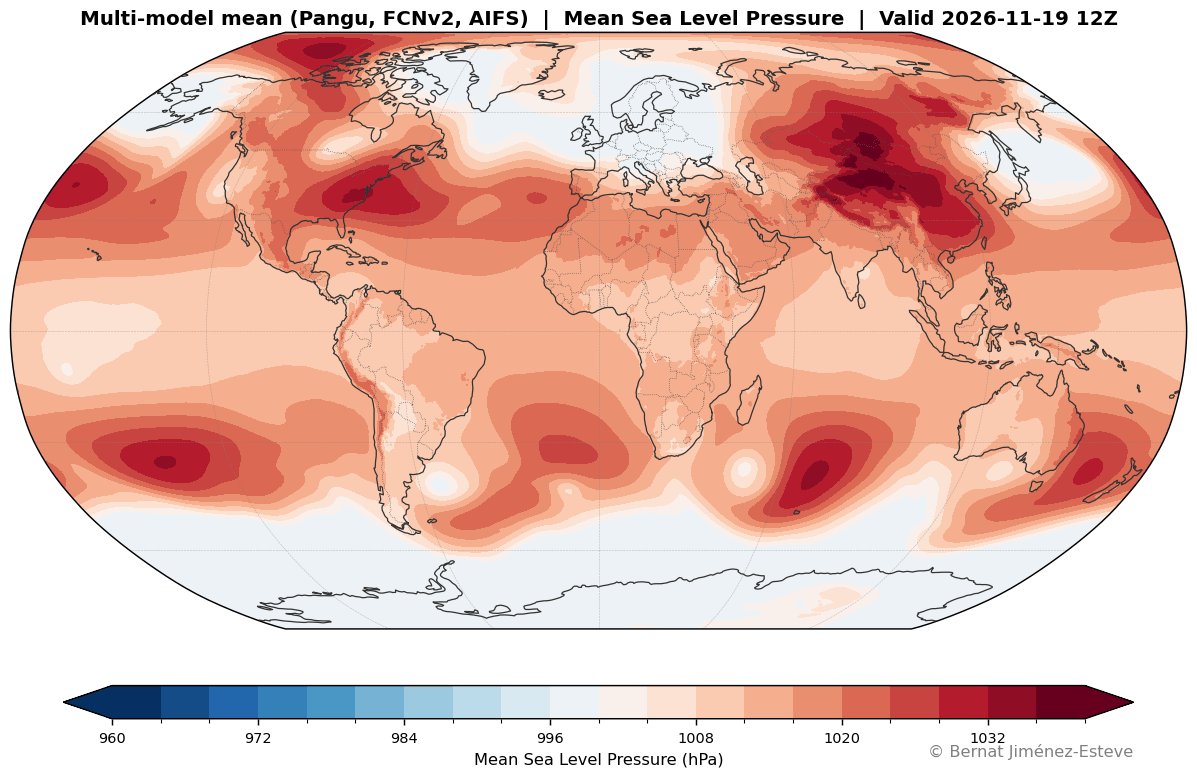 Multi-model mean (Pangu, FCNv2, AIFS)  |  Mean Sea Level Pressure  |  Valid 2026-11-19 12Z
960 972 984 996 1008 1020 1032
Mean Sea Level Pressure (hPa)
© Bernat Jiménez-Esteve